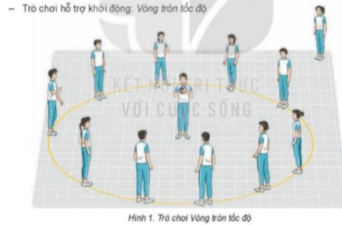 – Trò chơi hỗ trợ khởi động: Vòng tròn tốc độ
KẾT NỐI TRI THỨC
VỚI CUỘC SỐNG
Hình 1. Trò chơi Vòng tròn tốc độ